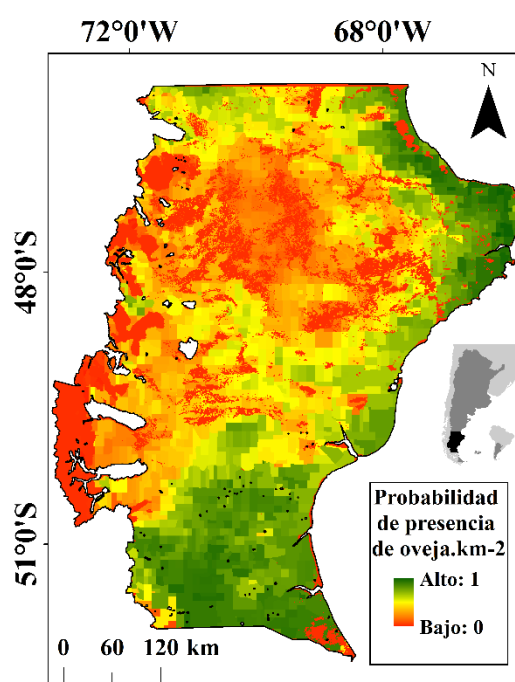 72°0'W 68°0'W
N
48°0'S
51°0'S
Probabilidad
de presencia
de oveja.km-2
Alto: 1
Bajo: 0
0 60 120 km